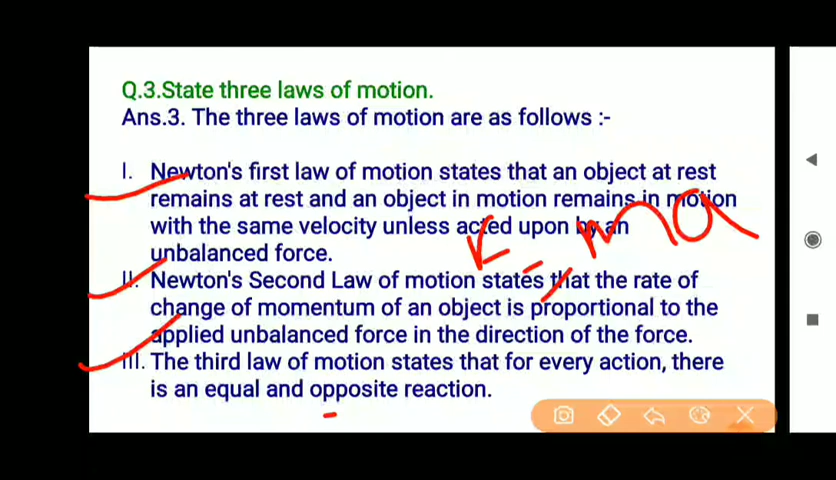 Q.3.State three laws of motion.
Ans.3. The three laws of motion are as follows :-
I. Newton's first law of motion states that an object at rest
remains at rest and an object in motion remains in motion
with the same velocity unless acted upon by an
unbalanced force.
II. Newton's Second Law of motion states that the rate of
change of momentum of an object is proportional to the
applied unbalanced force in the direction of the force.
III. The third law of motion states that for every action, there
is an equal and opposite reaction.
F = ma